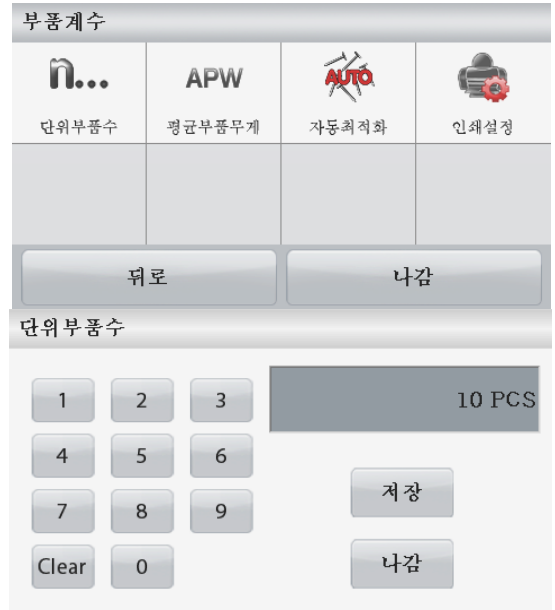 부품계수
n...
APW
AUTO
단위부품수
평균부품무게
자동최적화
인쇄설정
뒤로
나감
단위부품수
1 2 3
10 PCS
4 5 6
저장
7 8 9
Clear 0
나감